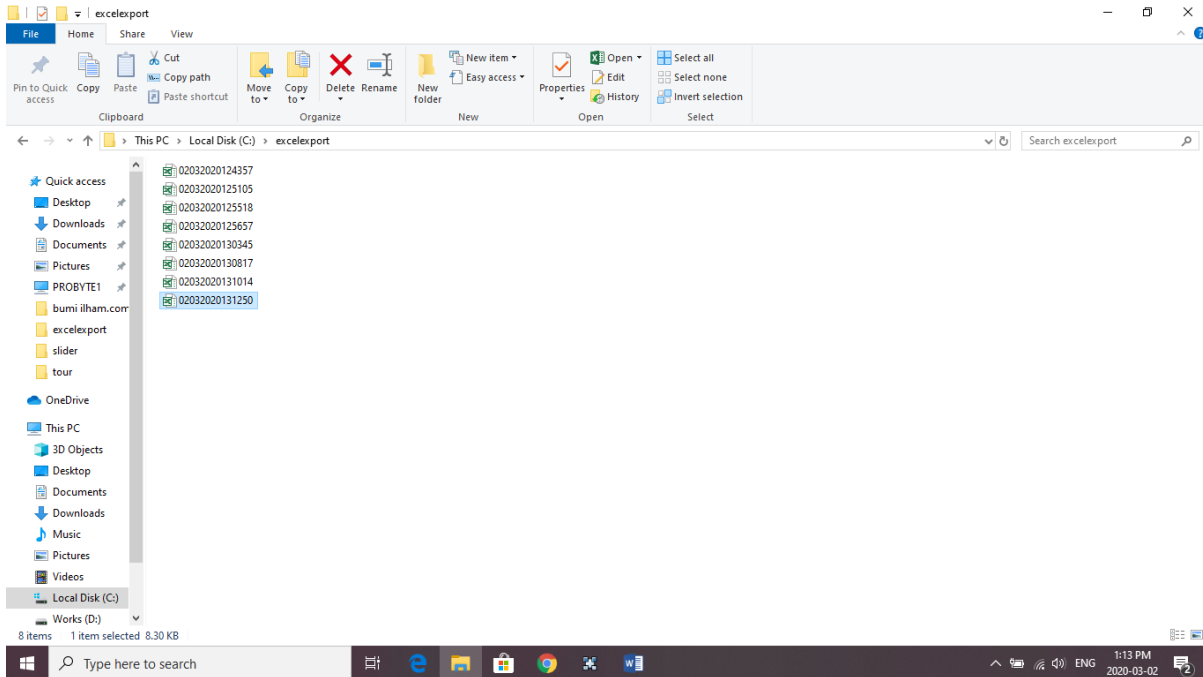 excelexport
File Home Share View
Pin to Quick access
Copy
Paste
Cut
Copy path
Paste shortcut
Clipboard
Move to
Copy to
Delete
Rename
Organize
New folder
New item
Easy access
New
Properties
Open
Edit
History
Open
Select all
Select none
Invert selection
Select
This PC > Local Disk (C:) > excelexport
Search excelexport
Quick access
Desktop
Downloads
Documents
Pictures
PROBYTE1
bumi ilham.com
excelexport
slider
tour
OneDrive
This PC
3D Objects
Desktop
Documents
Downloads
Music
Pictures
Videos
Local Disk (C:)
Works (D:)
02032020124357
02032020125105
02032020125518
02032020125657
02032020130345
02032020130817
02032020131014
02032020131250
8 items 1 item selected 8.30 KB
Type here to search
ENG
1:13 PM
2020-03-02
2